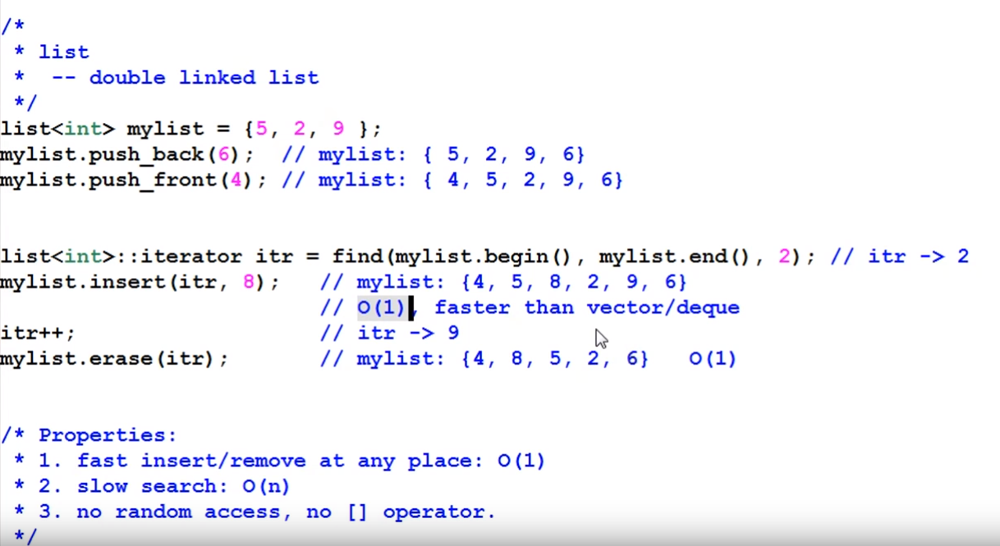 /*
 * list
 *  -- double linked list
 */
list<int> mylist = {5, 2, 9 };
mylist.push_back(6);  // mylist: { 5, 2, 9, 6}
mylist.push_front(4); // mylist: { 4, 5, 2, 9, 6}
list<int>::iterator itr = find(mylist.begin(), mylist.end(), 2); // itr -> 2
mylist.insert(itr, 8);   // mylist: {4, 5, 8, 2, 9, 6}
                         // O(1), faster than vector/deque
itr++;                   // itr -> 9
mylist.erase(itr);       // mylist: {4, 8, 5, 2, 6}   O(1)
/* Properties:
 * 1. fast insert/remove at any place: O(1)
 * 2. slow search: O(n)
 * 3. no random access, no [] operator.
 */